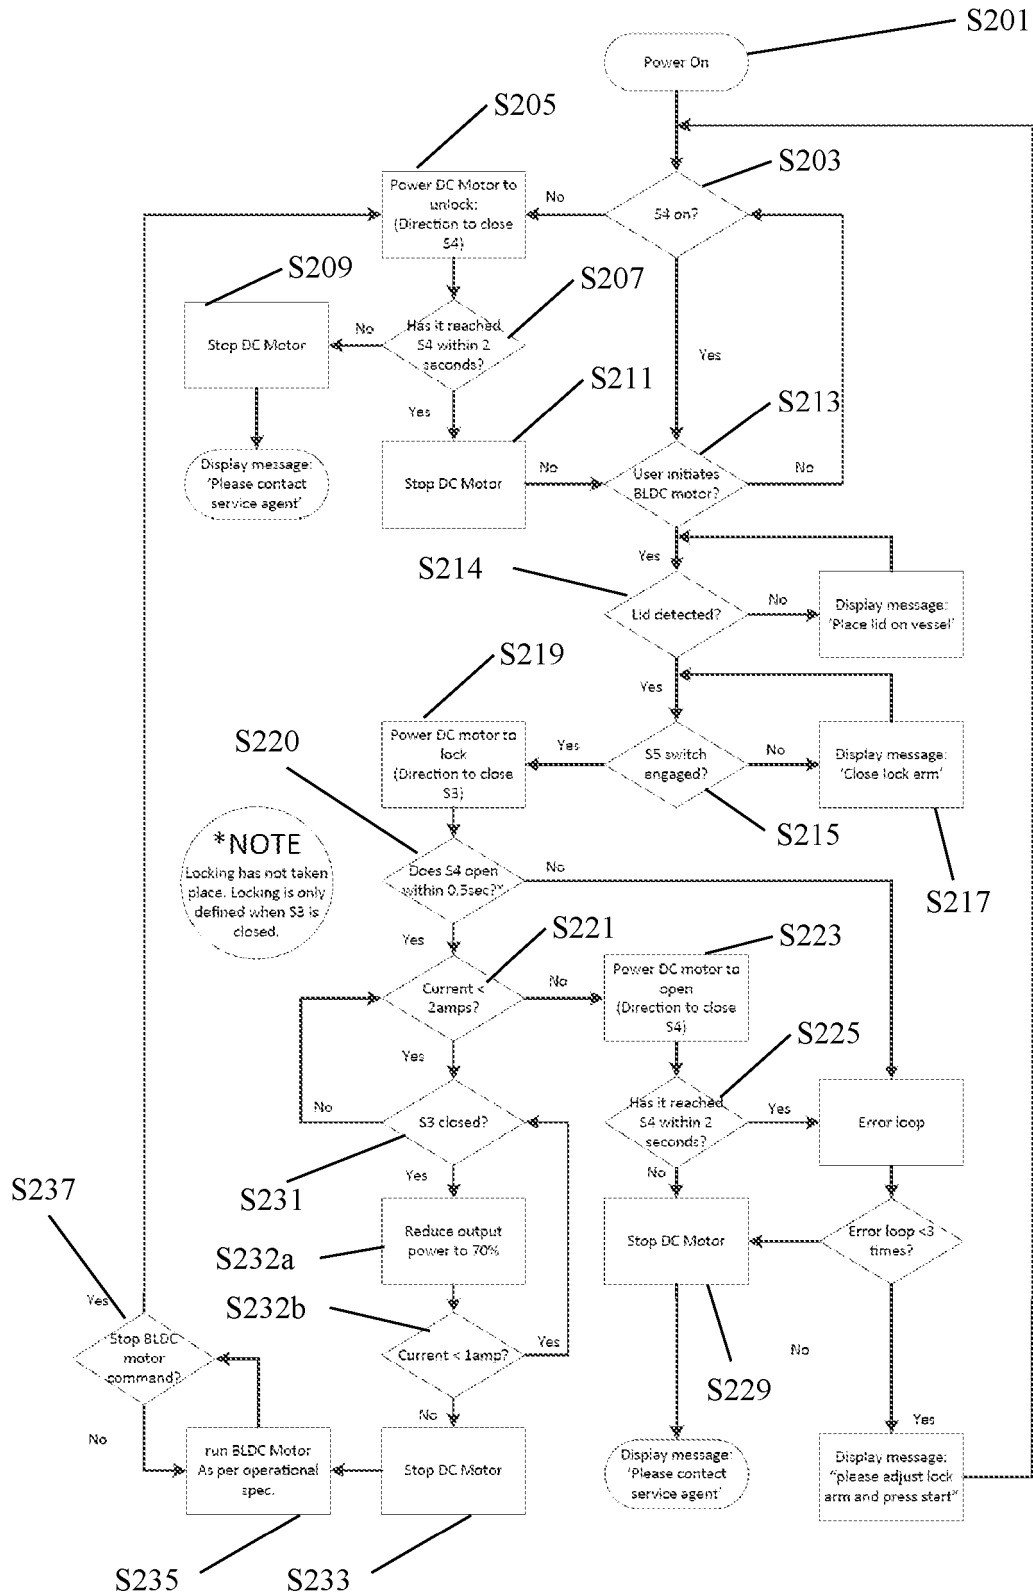 S201
Power On
S205
S203
Power DC Motor to
unlock:
(Direction to close
S4)
No
S4 on?
S209
S207
Stop DC Motor
No
Has it reached
S4 within 2
seconds?
Yes
Yes
S211
S213
Display message:
'Please contact
service agent'
Stop DC Motor
No
User initiates
BLDC motor?
No
Yes
S214
Lid detected?
No
Display message:
'Place lid on vessel'
S219
Yes
S220
Power DC motor to
lock
(Direction to close
S3)
Yes
S5 switch
engaged?
No
Display message:
'Close lock arm'
S215
S217
*NOTE
Locking has not taken
place. Locking is only
defined when S3 is
closed.
Does S4 open
within 0.5sec?*
No
Yes
S221
S223
Current <
2amps?
No
Power DC motor to
open
(Direction to close
S4)
Yes
S225
No
S3 closed?
Has it reached
S4 within 2
seconds?
Yes
Error loop
S231
Yes
No
S237
Reduce output
power to 70%
S232a
Stop DC Motor
Error loop <3
times?
S232b
Yes
Stop BLDC
motor
command?
Current < 1amp?
Yes
No
S229
No
No
Yes
run BLDC Motor
As per operational
spec.
Stop DC Motor
Display message:
'Please contact
service agent'
Display message:
"please adjust lock
arm and press start"
S235
S233